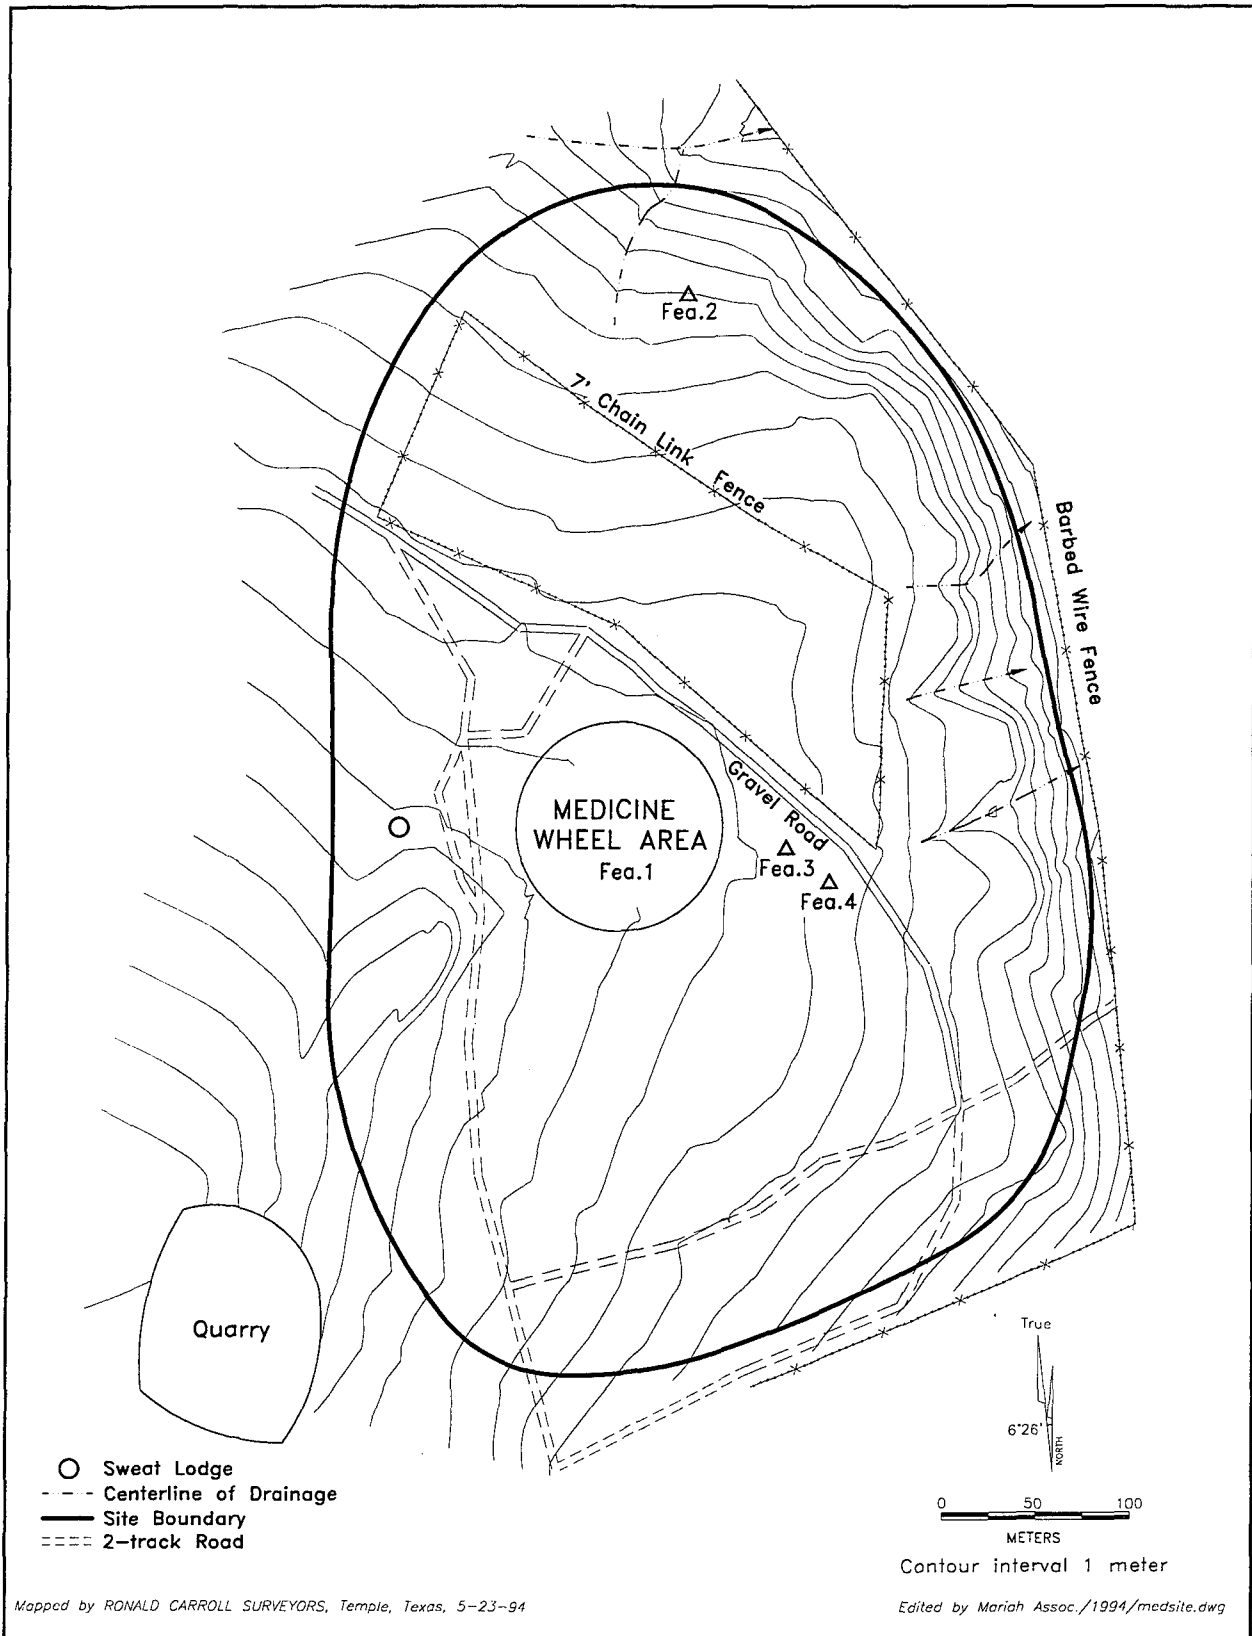 Fea.2
7' Chain Link Fence
Barbed Wire Fence
MEDICINE
WHEEL AREA
Fea.1
Gravel Road
Fea.3
Fea.4
Quarry
True
6°26'
NORTH
Sweat Lodge
Centerline of Drainage
Site Boundary
2-track Road
0 50 100
METERS
Contour interval 1 meter
Mapped by RONALD CARROLL SURVEYORS, Temple, Texas, 5-23-94
Edited by Mariah Assoc./1994/medsite.dwg